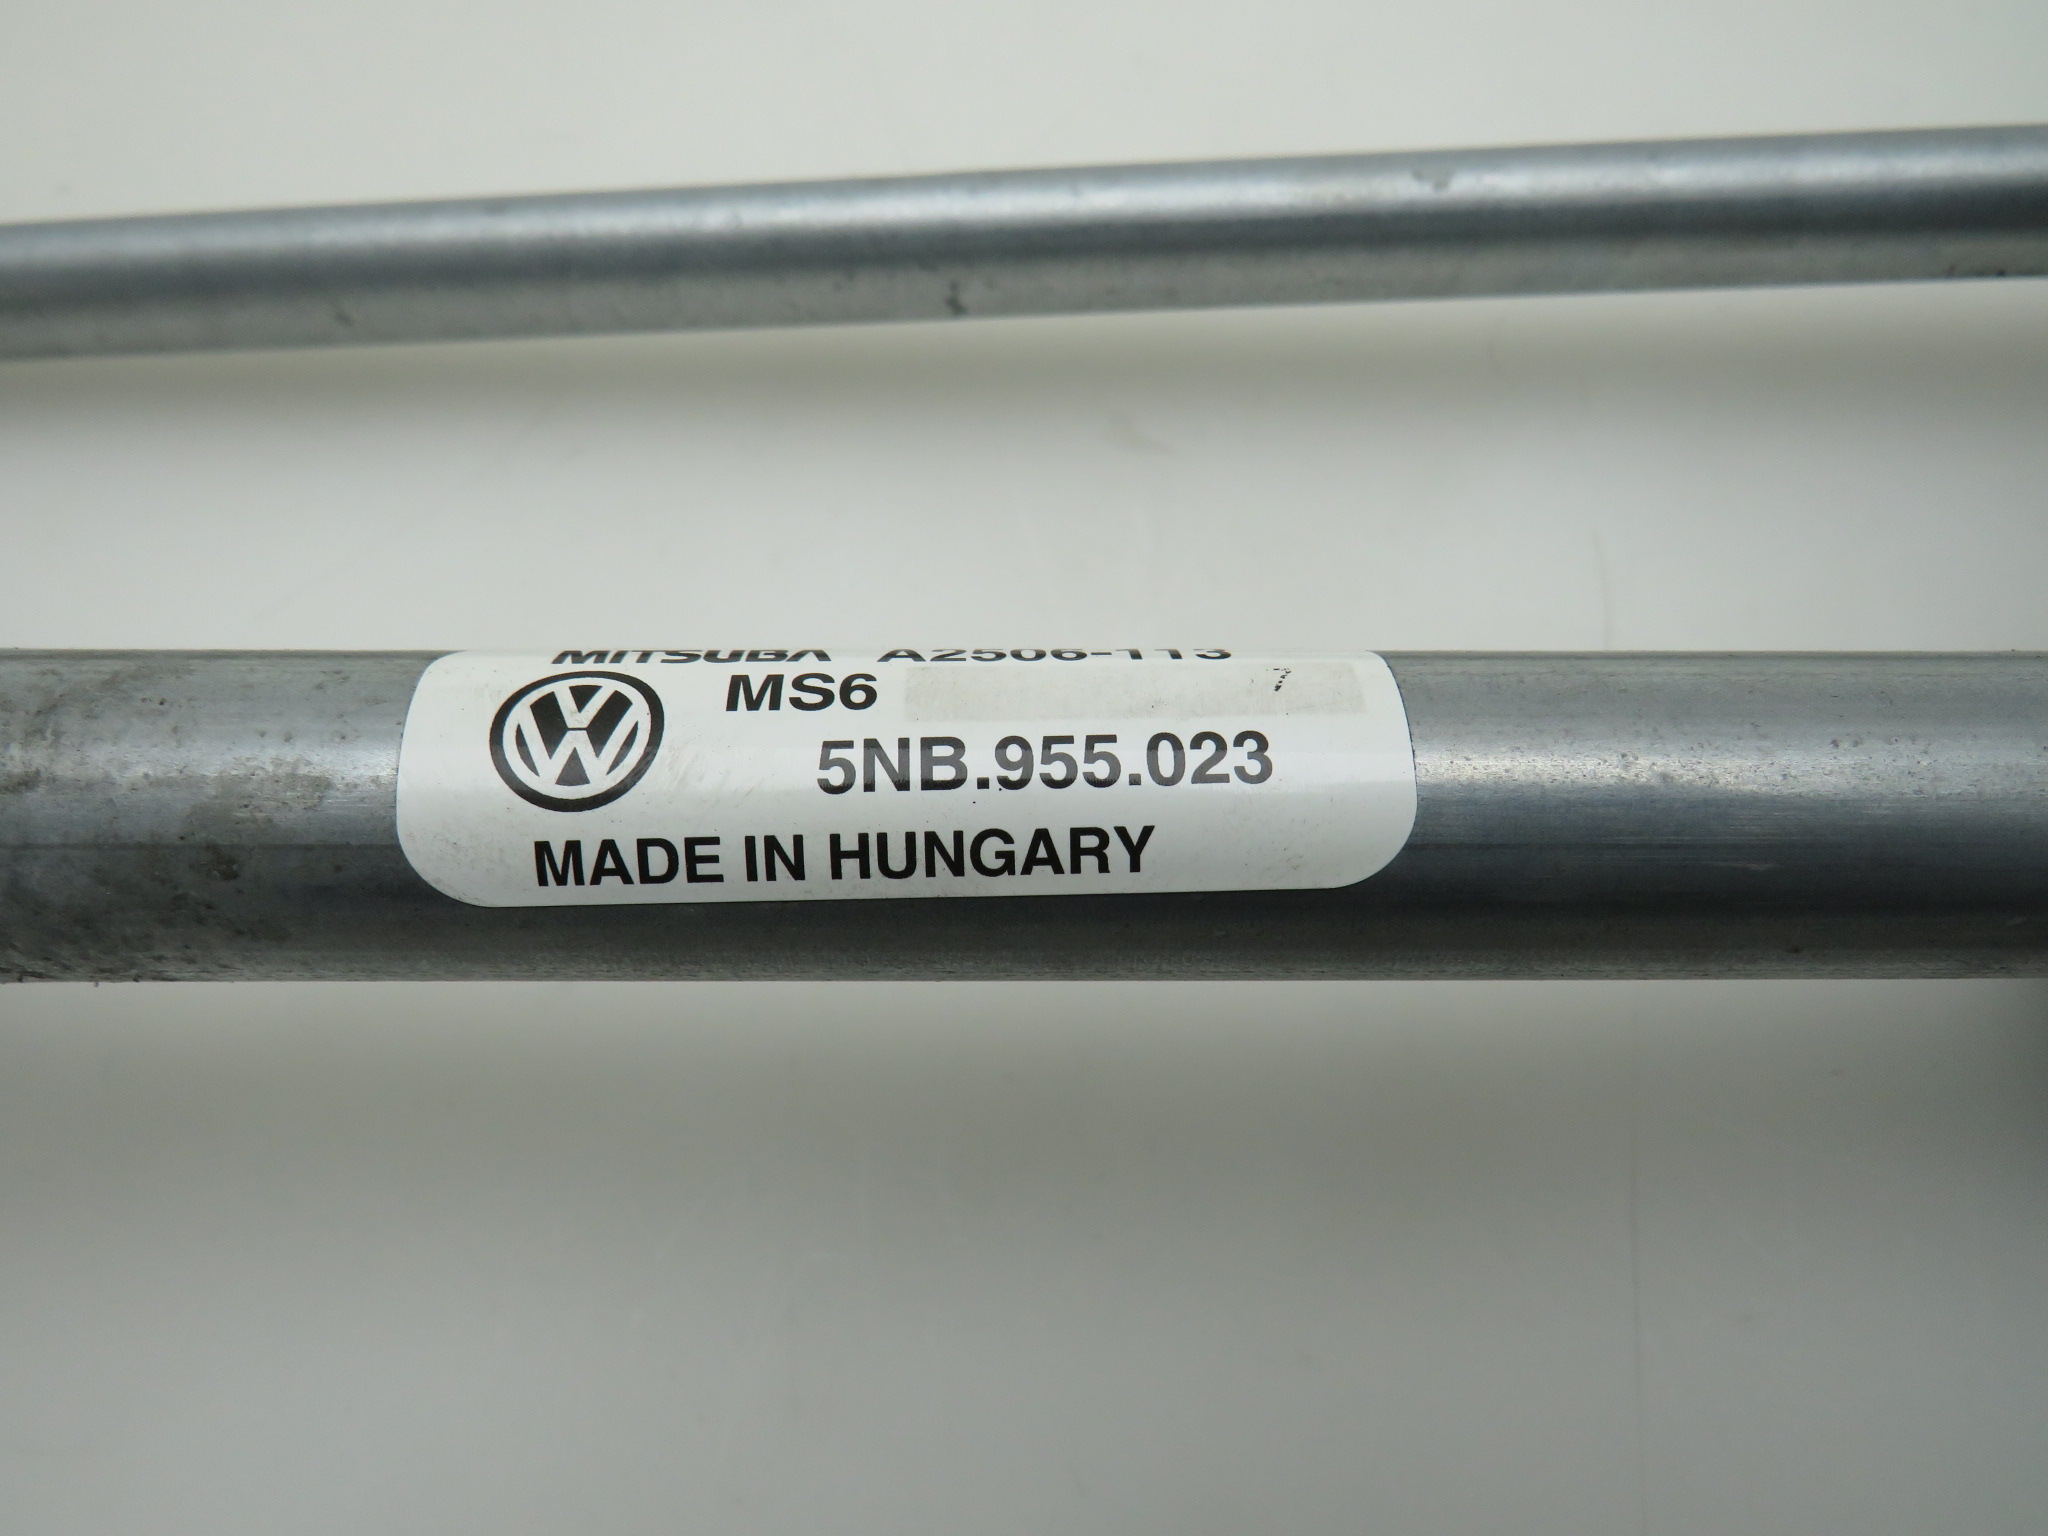 MITSUBA A2506-113
MS6
5NB.955.023
MADE IN HUNGARY